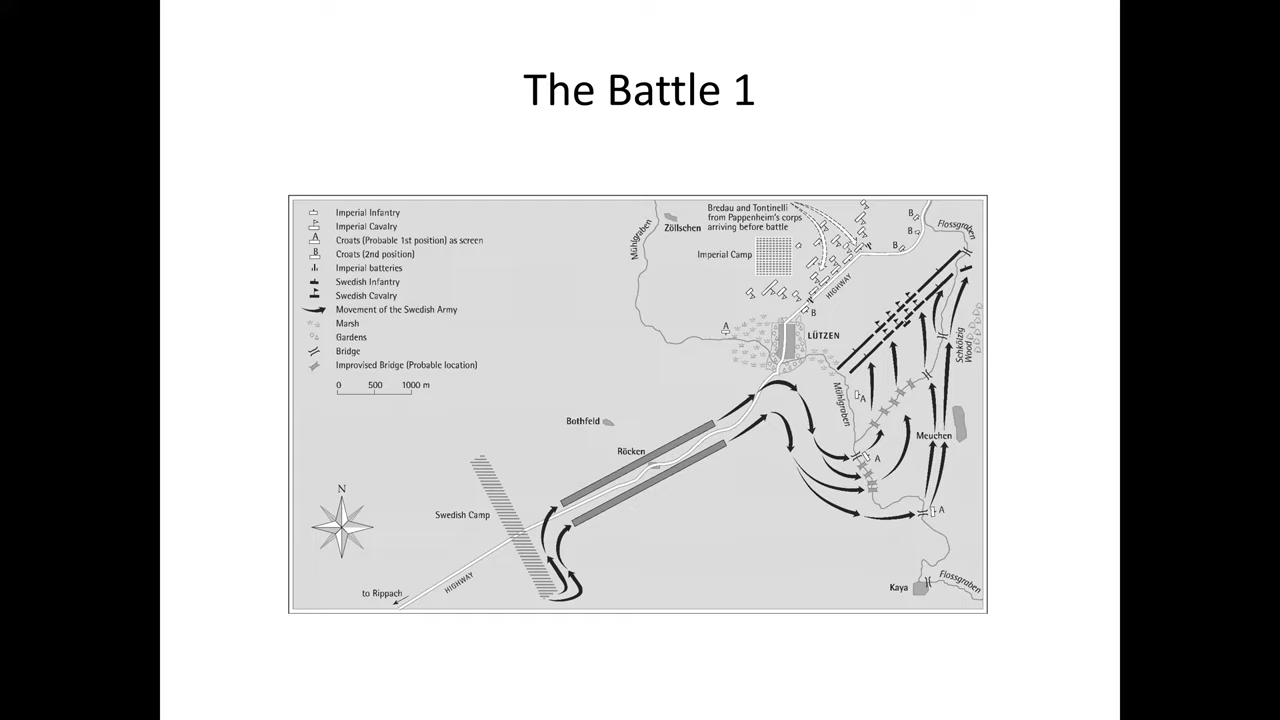 The Battle 1
Imperial Infantry
Imperial Cavalry
A
Croats (Probable 1st position) as screen
B
Croats (2nd position)
Imperial batteries
Swedish Infantry
Swedish Cavalry
Movement of the Swedish Army
Marsh
Gardens
Bridge
Improvised Bridge (Probable location)
0 500 1000 m
Mühlgraben
Zöllschen
Bredau and Tontinelli
from Pappenheim's corps
arriving before battle
Imperial Camp
HIGHWAY
B
B
B
B
Flossgraben
A
LÜTZEN
Schkölzig
Wood
Mühlgraben
A
Bothfeld
Röcken
Meuchen
A
A
Swedish Camp
N
HIGHWAY
to Rippach
Kaya
Flossgraben